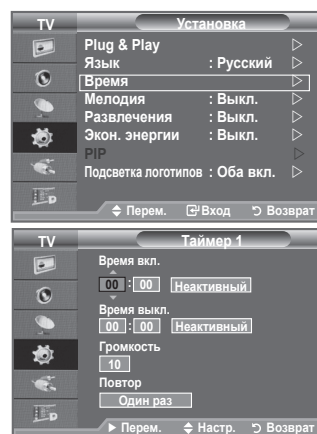 TV Установка
Plug & Play
Язык : Русский
Время
Мелодия : Выкл.
Развлечения : Выкл.
Экон. энергии : Выкл.
PIP
Подсветка логотипов : Оба вкл.
Перем. Вход Возврат
TV Таймер 1
Время вкл.
00 : 00 Неактивный
Время выкл.
00 : 00 Неактивный
Громкость
10
Повтор
Один раз
Перем. Настр. Возврат